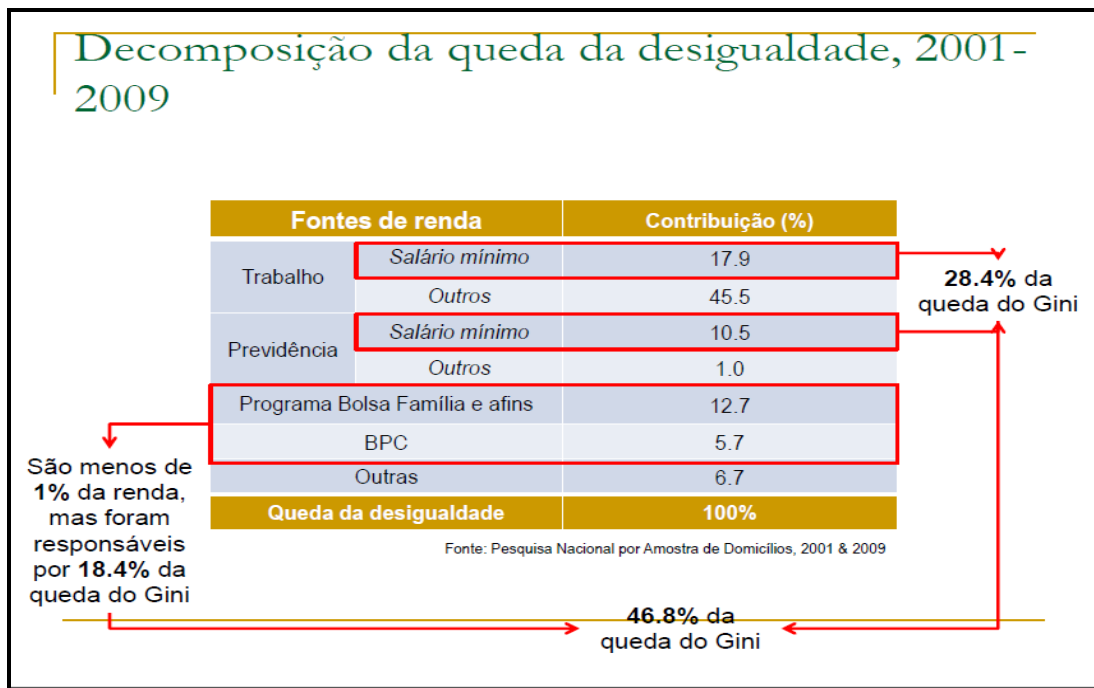 Decomposição da queda da desigualdade, 2001-
2009
Fontes de renda Contribuição (%)
Trabalho
Salário mínimo 17.9
Outros 45.5
Previdência
Salário mínimo 10.5
Outros 1.0
Programa Bolsa Família e afins 12.7
BPC 5.7
Outras 6.7
Queda da desigualdade 100%
Fonte: Pesquisa Nacional por Amostra de Domicílios, 2001 & 2009
28.4% da
queda do Gini
São menos de
1% da renda,
mas foram
responsáveis
por 18.4% da
queda do Gini
46.8% da
queda do Gini